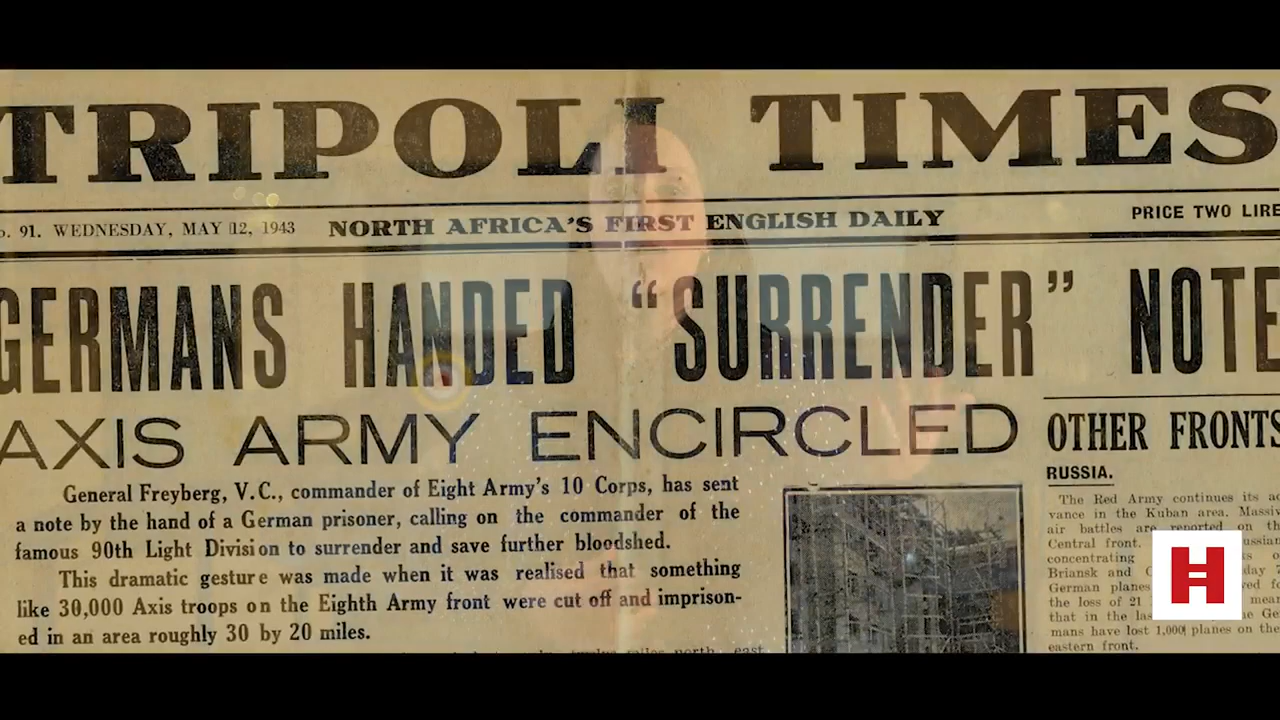 TRIPOLI TIMES
. 91. WEDNESDAY, MAY 12, 1943 NORTH AFRICA'S FIRST ENGLISH DAILY PRICE TWO LIRE
GERMANS HANDED “SURRENDER” NOTE
AXIS ARMY ENCIRCLED
General Freyberg, V.C., commander of Eight Army's 10 Corps, has sent
a note by the hand of a German prisoner, calling on the commander of the
famous 90th Light Division to surrender and save further bloodshed.
This dramatic gesture was made when it was realised that something
like 30,000 Axis troops on the Eighth Army front were cut off and imprison-
ed in an area roughly 30 by 20 miles.
north east
OTHER FRONTS
RUSSIA.
The Red Army continues its
vance in the Kuban area.
air battles are reported on
Central front.
concentrating
Briansk and
German planes
the loss of 21
that in the
mans have lost 1,000 planes on the
eastern front.
H